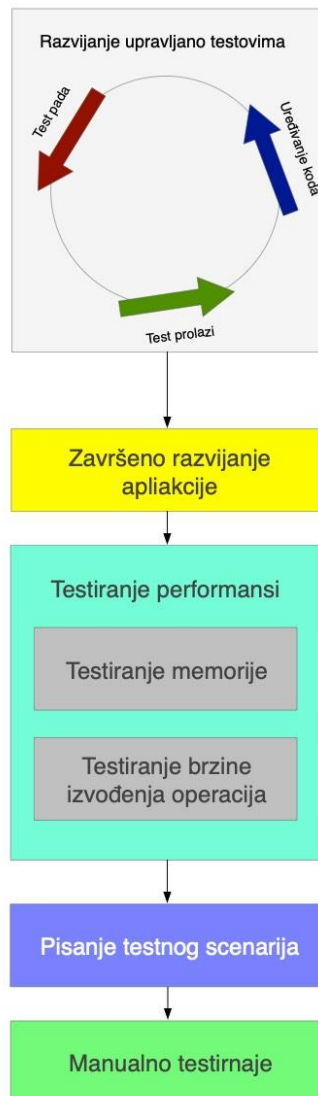 Razvijanje upravljano testovima
Test pada
Uređivanje koda
Test prolazi
Završeno razvijanje
apliakcije
Testiranje performansi
Testiranje memorije
Testiranje brzine
izvođenja operacija
Pisanje testnog scenarija
Manualno testirnaje